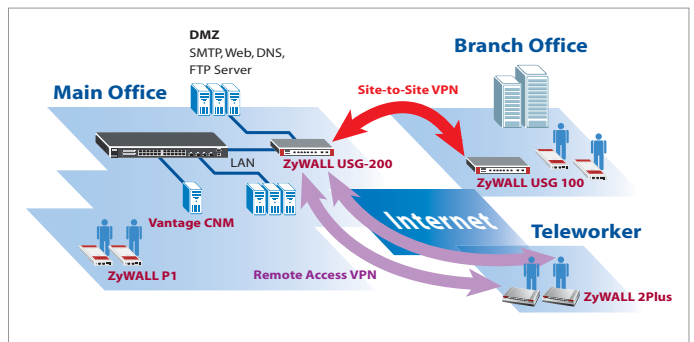 DMZ
SMTP, Web, DNS,
FTP Server
Branch Office
Main Office
Site-to-Site VPN
LAN
ZyWALL USG-200
ZyWALL USG 100
Vantage CNM
Internet
Teleworker
ZyWALL P1
Remote Access VPN
ZyWALL 2Plus